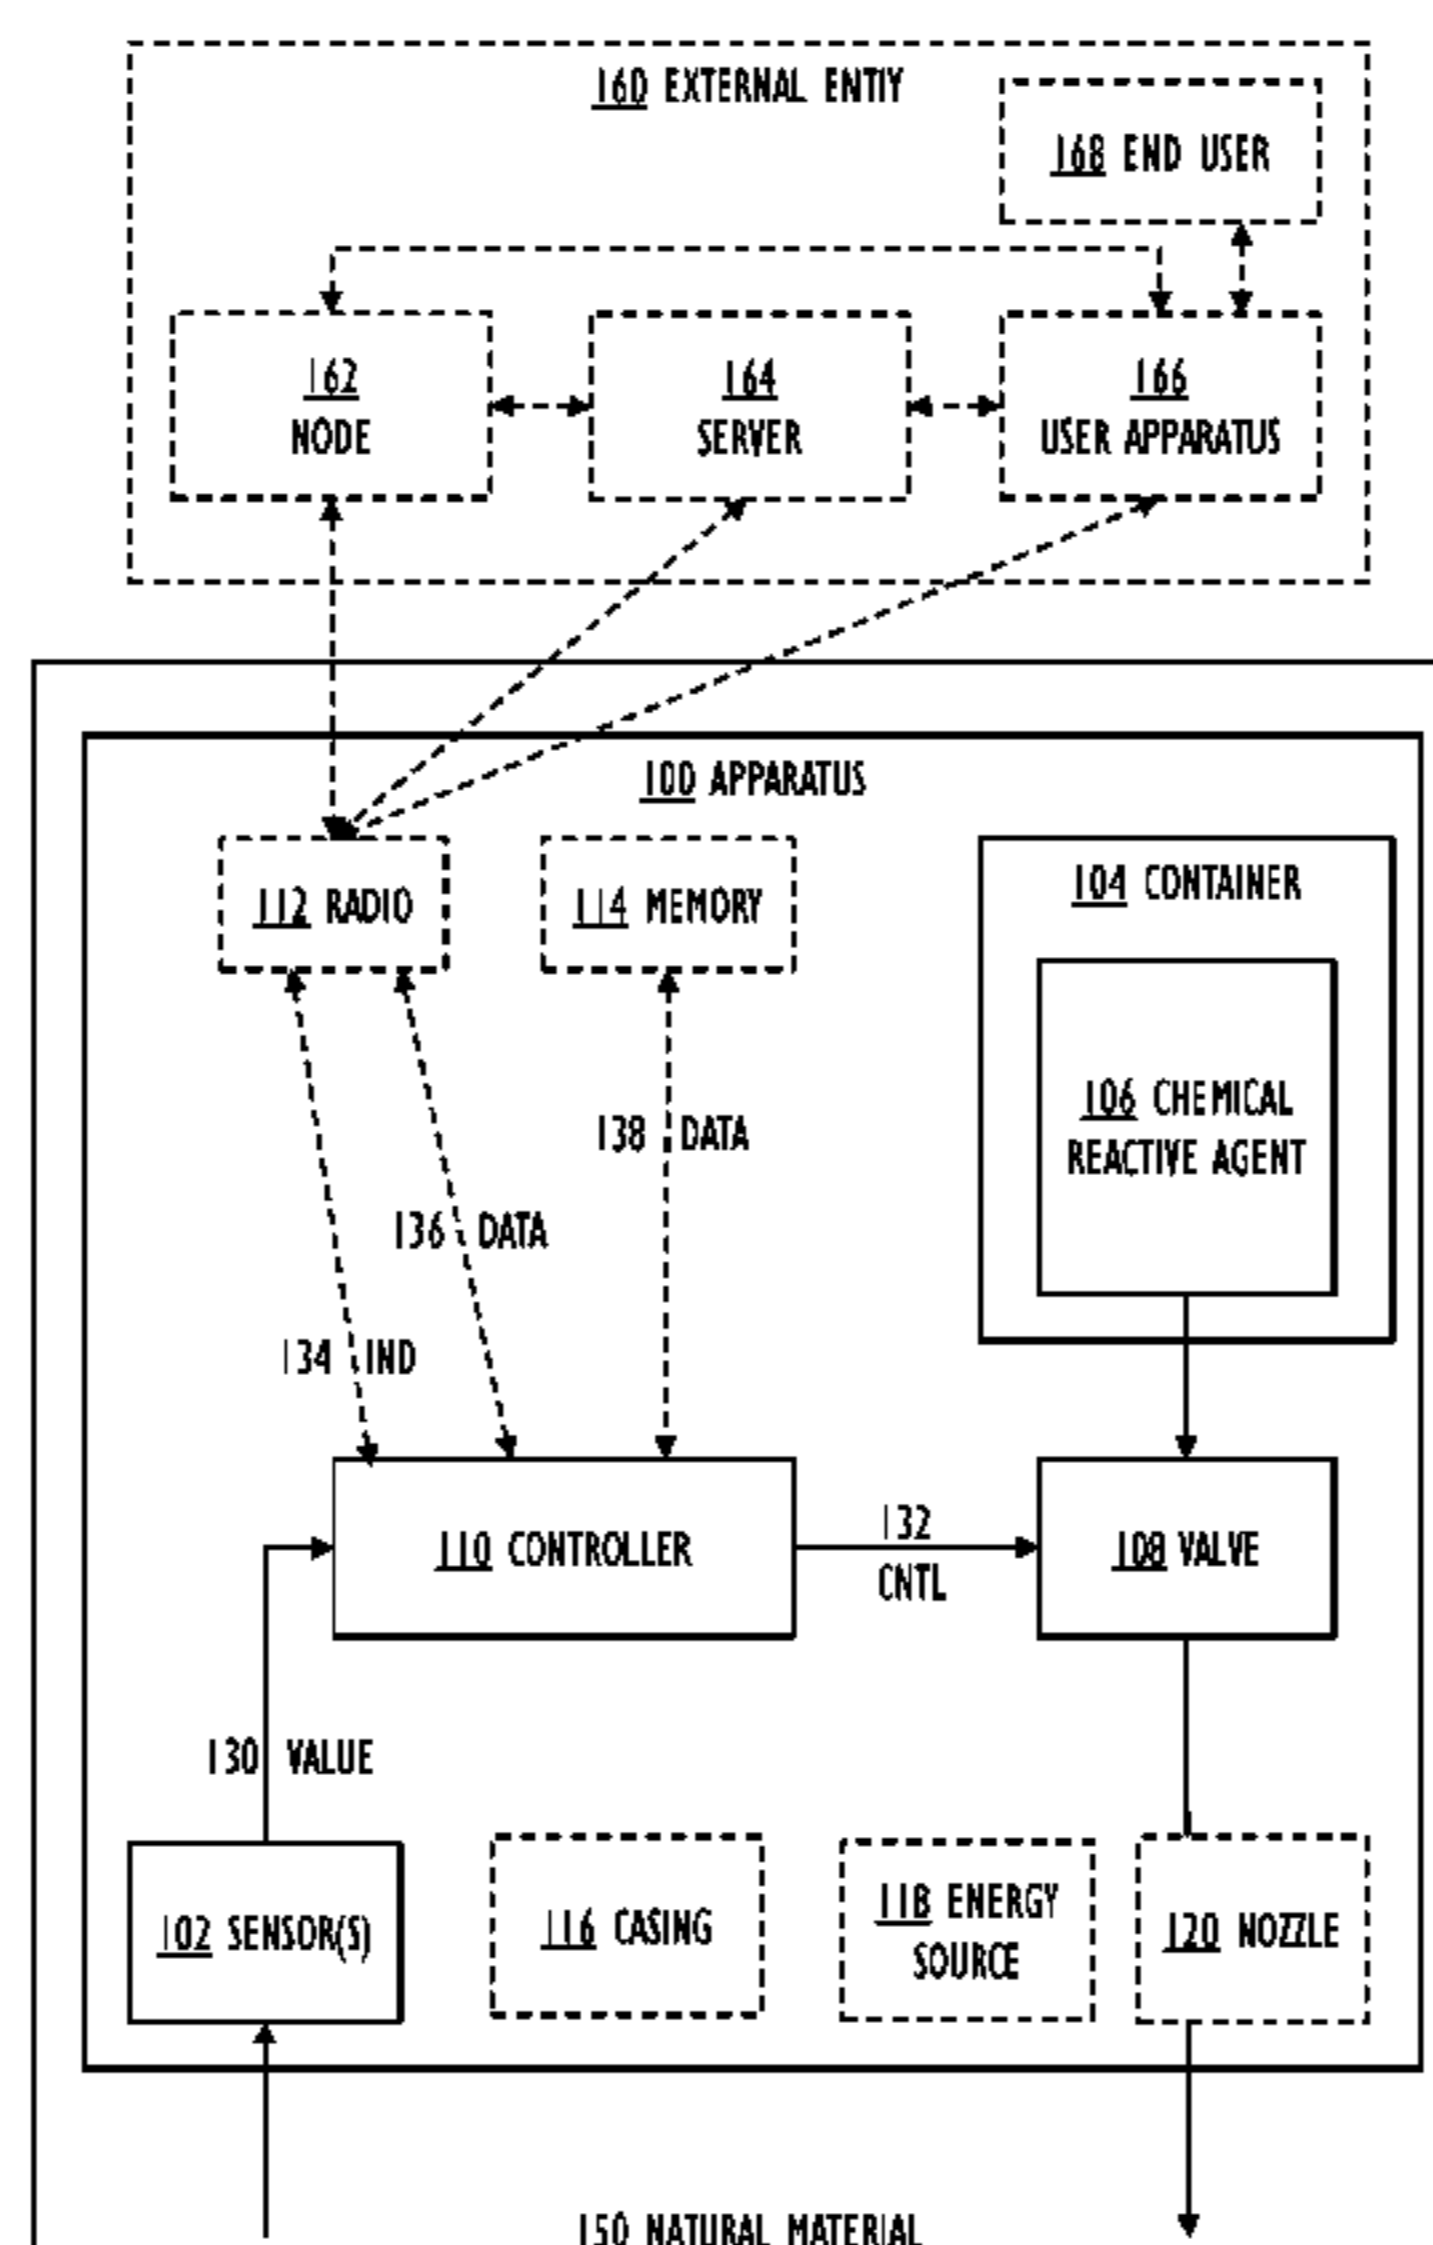 160 EXTERNAL ENTIY
168 END USER
162
NODE
164
SERVER
166
USER APPARATUS
100 APPARATUS
112 RADIO
114 MEMORY
104 CONTAINER
106 CHEMICAL
REACTIVE AGENT
138 DATA
136 DATA
134 IND
110 CONTROLLER
132
CNTL
108 VALVE
130 VALUE
102 SENSOR(S)
116 CASING
118 ENERGY
SOURCE
120 NOZZLE
150 NATURAL MATERIAL